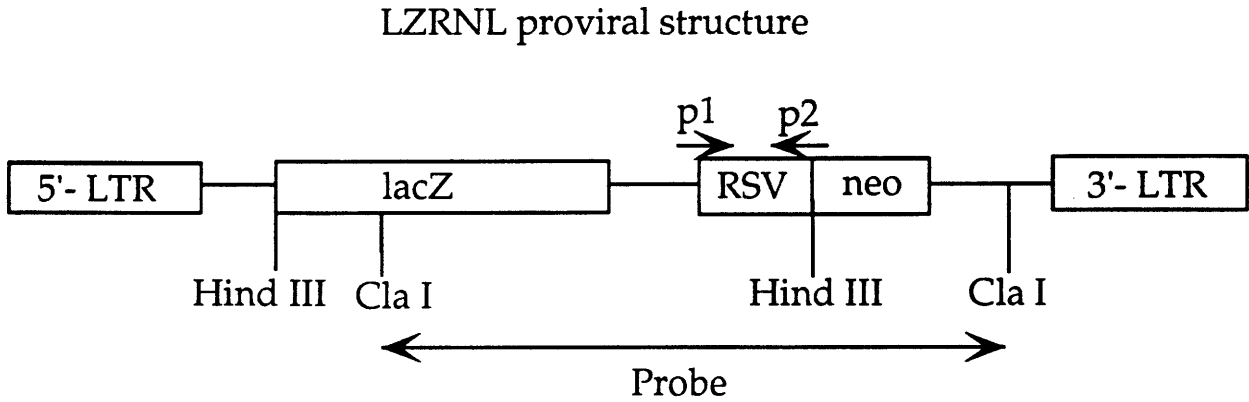 LZRNL proviral structure
p1 p2
5'- LTR lacZ RSV neo 3'- LTR
Hind III Cla I Hind III Cla I
Probe